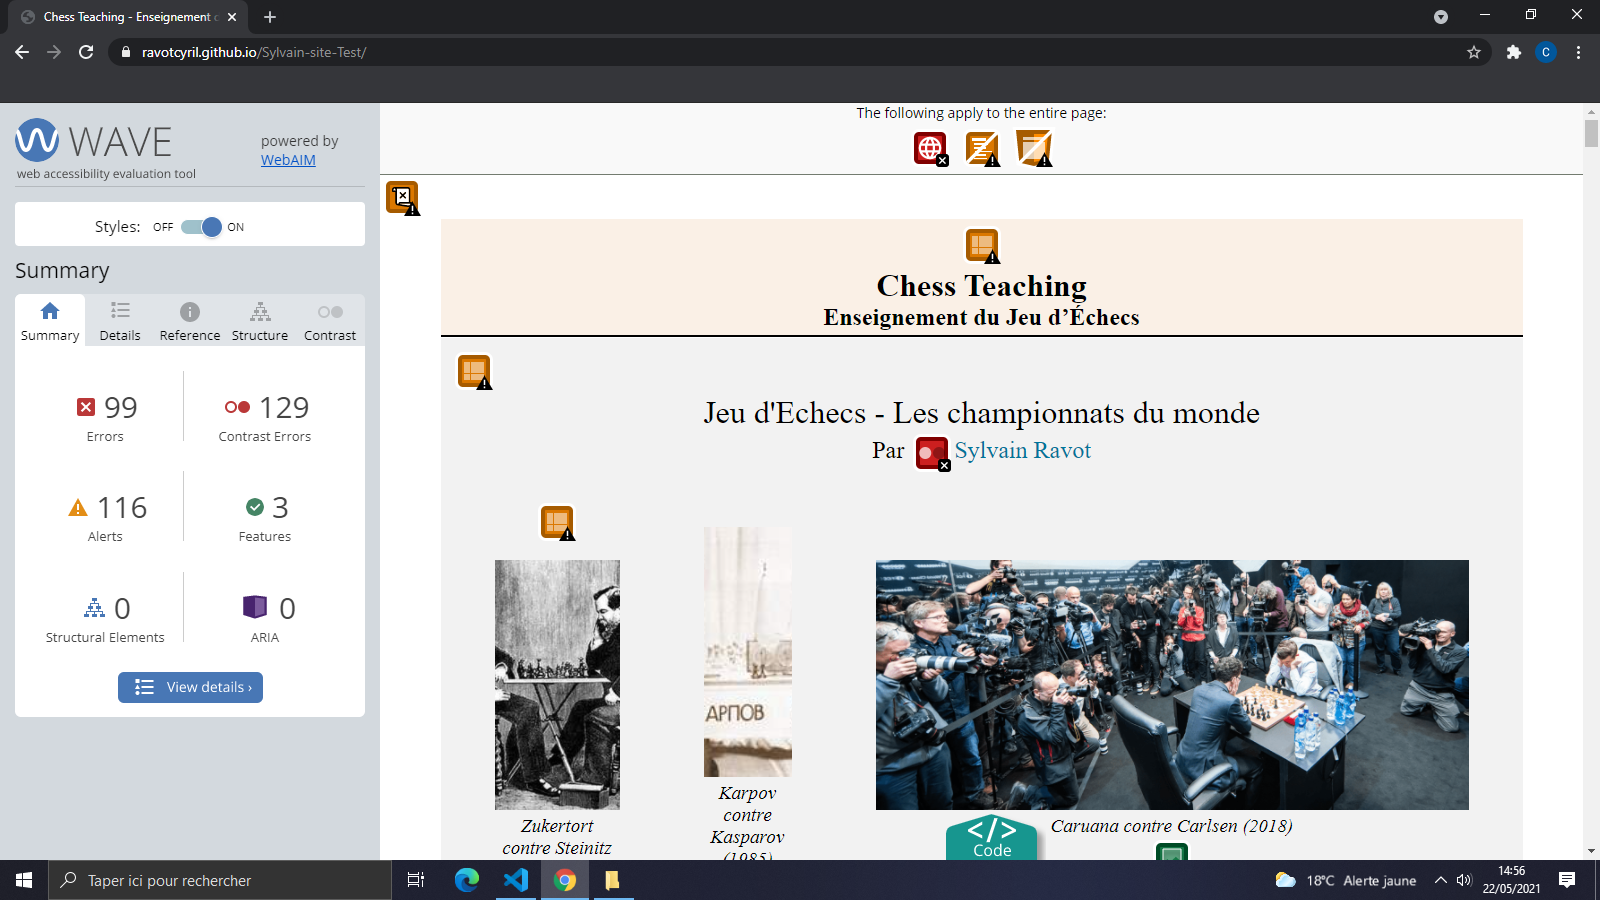 Chess Teaching - Enseignement
ravotcyril.github.io/Sylvain-site-Test/
C
WAVE
web accessibility evaluation tool
powered by
WebAIM
Styles: OFF ON
Summary
Summary Details Reference Structure Contrast
99
Errors
129
Contrast Errors
116
Alerts
3
Features
0
Structural Elements
0
ARIA
View details ›
The following apply to the entire page:
Chess Teaching
Enseignement du Jeu d’Échecs
Jeu d'Echecs - Les championnats du monde
Par Sylvain Ravot
АРПОВ
Zukertort
contre Steinitz
Karpov
contre
Kasparov
(1985)
Caruana contre Carlsen (2018)
</>
Code
Taper ici pour rechercher
18°C Alerte jaune
14:56
22/05/2021